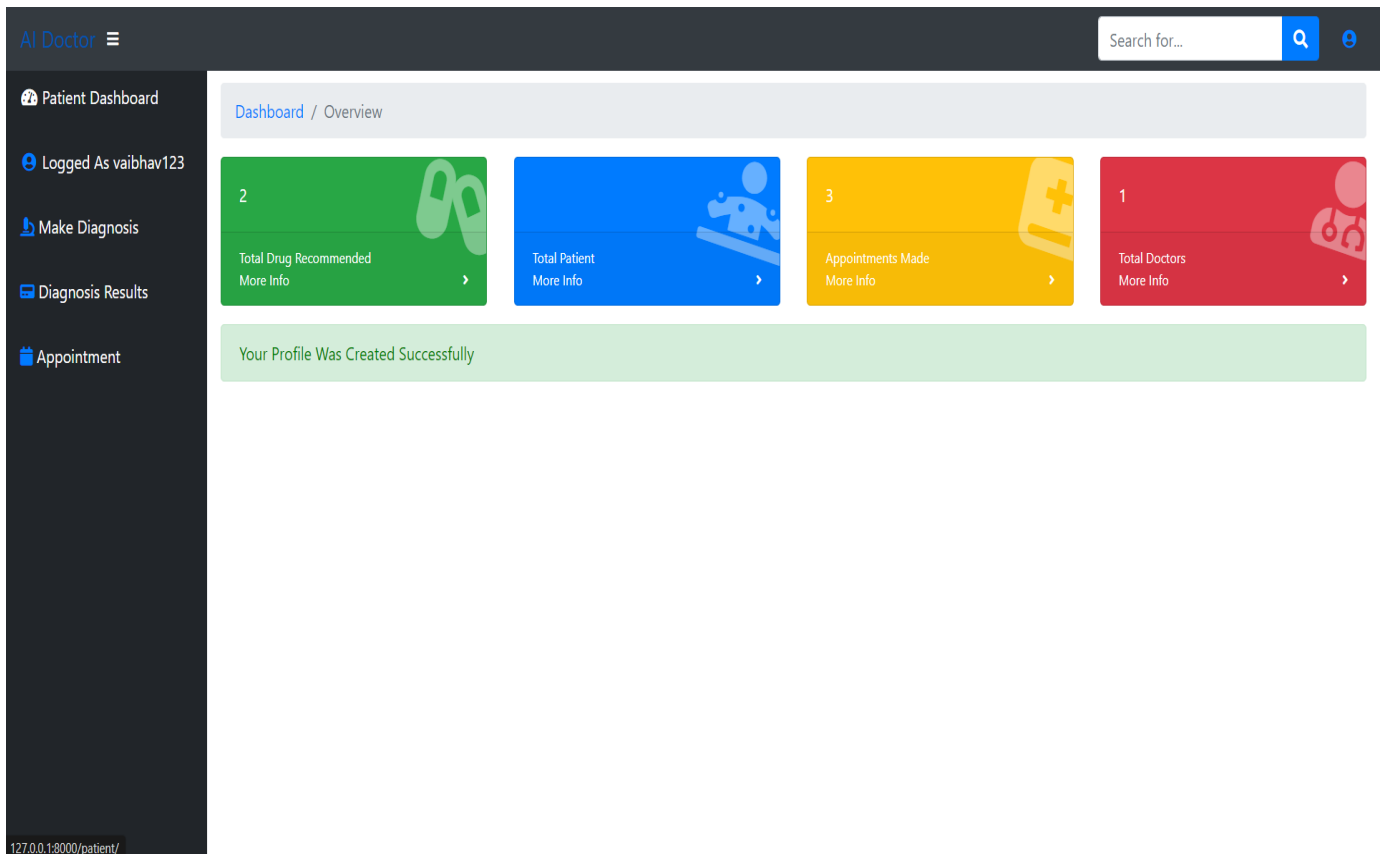 AI Doctor
Search for...
Patient Dashboard
Logged As vaibhav123
Make Diagnosis
Diagnosis Results
Appointment
Dashboard / Overview
2
Total Drug Recommended
More Info
Total Patient
More Info
3
Appointments Made
More Info
1
Total Doctors
More Info
Your Profile Was Created Successfully
127.0.0.1:8000/patient/